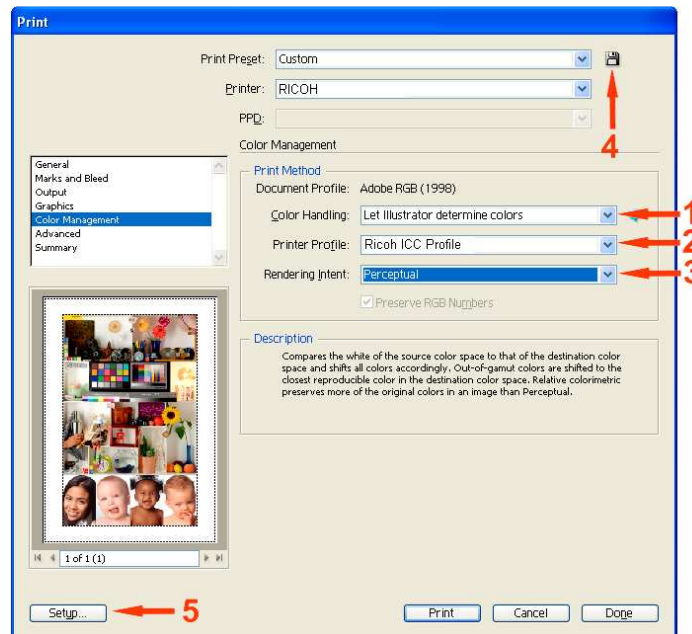 Print
Print Preset: Custom
Printer: RICOH
PPD:
4
Color Management
General
Marks and Bleed
Output
Graphics
Color Management
Advanced
Summary
Print Method
Document Profile: Adobe RGB (1998)
Color Handling: Let Illustrator determine colors
1
Printer Profile: Ricoh ICC Profile
2
Rendering Intent: Perceptual
3
Preserve RGB Numbers
Description
Compares the white of the source color space to that of the destination color
space and shifts all colors accordingly. Out-of-gamut colors are shifted to the
closest reproducible color in the destination color space. Relative colorimetric
preserves more of the original colors in an image than Perceptual.
1 of 1 (1)
Setup...
5
Print
Cancel
Done